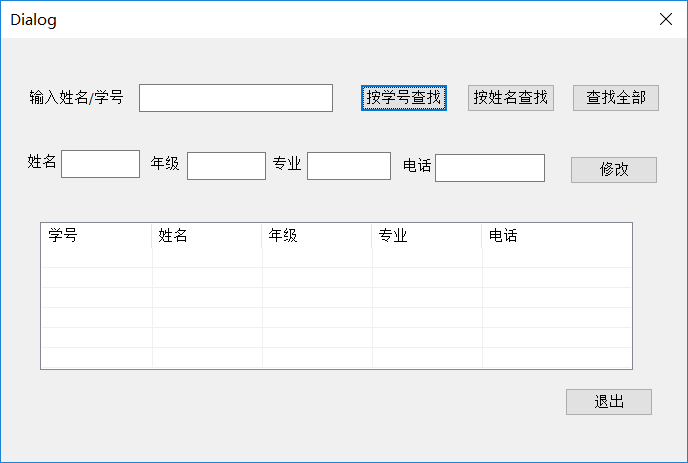 Dialog
输入姓名/学号 按学号查找 按姓名查找 查找全部
姓名 年级 专业 电话 修改
学号 姓名 年级 专业 电话
退出